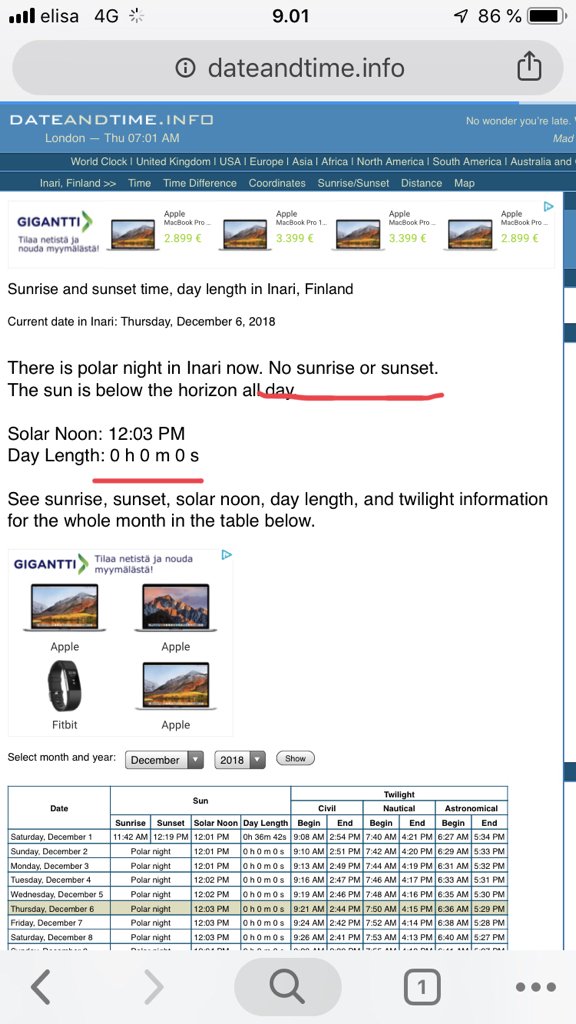 elisa 4G 9.01 86 %
dateandtime.info
DATEANDTIME.INFO
No wonder you're late.
London — Thu 07:01 AM
Mad
World Clock | United Kingdom | USA | Europe | Asia | Africa | North America | South America | Australia and
Inari, Finland >> Time Time Difference Coordinates Sunrise/Sunset Distance Map
GIGANTTI
Tilaa netistä ja
nouda myymälästä!
Apple
MacBook Pro ...
2.899 €
Apple
MacBook Pro 1...
3.399 €
Apple
MacBook Pro ...
3.399 €
Apple
MacBook Pro ...
2.899 €
Sunrise and sunset time, day length in Inari, Finland
Current date in Inari: Thursday, December 6, 2018
There is polar night in Inari now. No sunrise or sunset.
The sun is below the horizon all day.
Solar Noon: 12:03 PM
Day Length: 0 h 0 m 0 s
See sunrise, sunset, solar noon, day length, and twilight information
for the whole month in the table below.
GIGANTTI
Tilaa netistä ja nouda
myymälästä!
Apple Apple
Fitbit Apple
Select month and year: December 2018 Show
Date Sun Twilight
Civil Nautical Astronomical
Sunrise Sunset Solar Noon Day Length Begin End Begin End Begin End
Saturday, December 1 11:42 AM 12:19 PM 12:01 PM 0h 36m 42s 9:08 AM 2:54 PM 7:40 AM 4:21 PM 6:27 AM 5:34 PM
Sunday, December 2 Polar night 12:01 PM 0 h 0 m 0 s 9:10 AM 2:51 PM 7:42 AM 4:20 PM 6:29 AM 5:33 PM
Monday, December 3 Polar night 12:01 PM 0 h 0 m 0 s 9:13 AM 2:49 PM 7:44 AM 4:19 PM 6:31 AM 5:32 PM
Tuesday, December 4 Polar night 12:02 PM 0 h 0 m 0 s 9:16 AM 2:47 PM 7:46 AM 4:17 PM 6:33 AM 5:31 PM
Wednesday, December 5 Polar night 12:02 PM 0 h 0 m 0 s 9:19 AM 2:46 PM 7:48 AM 4:16 PM 6:35 AM 5:30 PM
Thursday, December 6 Polar night 12:03 PM 0 h 0 m 0 s 9:21 AM 2:44 PM 7:50 AM 4:15 PM 6:36 AM 5:29 PM
Friday, December 7 Polar night 12:03 PM 0 h 0 m 0 s 9:24 AM 2:42 PM 7:52 AM 4:14 PM 6:38 AM 5:28 PM
Saturday, December 8 Polar night 12:03 PM 0 h 0 m 0 s 9:26 AM 2:41 PM 7:53 AM 4:13 PM 6:40 AM 5:27 PM
1